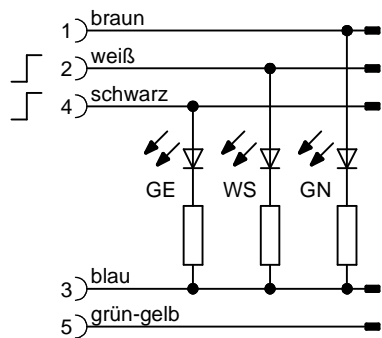 1 braun
2 weiß
4 schwarz
GE WS GN
3 blau
5 grün-gelb